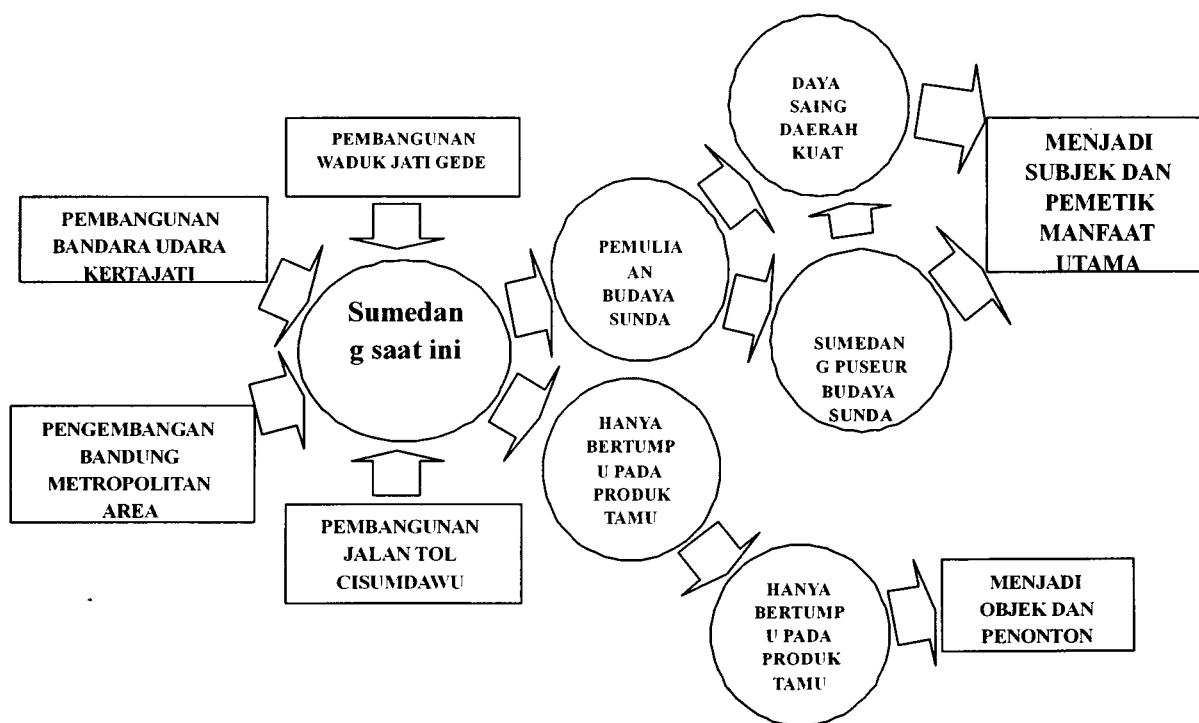 PEMBANGUNAN
WADUK JATI GEDE
PEMBANGUNAN
BANDARA UDARA
KERTAJATI
PENGEMBANGAN
BANDUNG
METROPOLITAN
AREA
PEMBANGUNAN
JALAN TOL
CISUMDAWU
Sumedan
g saat ini
PEMULIA
AN
BUDAYA
SUNDA
HANYA
BERTUMP
U PADA
PRODUK
TAMU
DAYA
SAING
DAERAH
KUAT
SUMEDAN
G PUSEUR
BUDAYA
SUNDA
MENJADI
SUBJEK DAN
PEMETIK
MANFAAT
UTAMA
HANYA
BERTUMP
U PADA
PRODUK
TAMU
MENJADI
OBJEK DAN
PENONTON